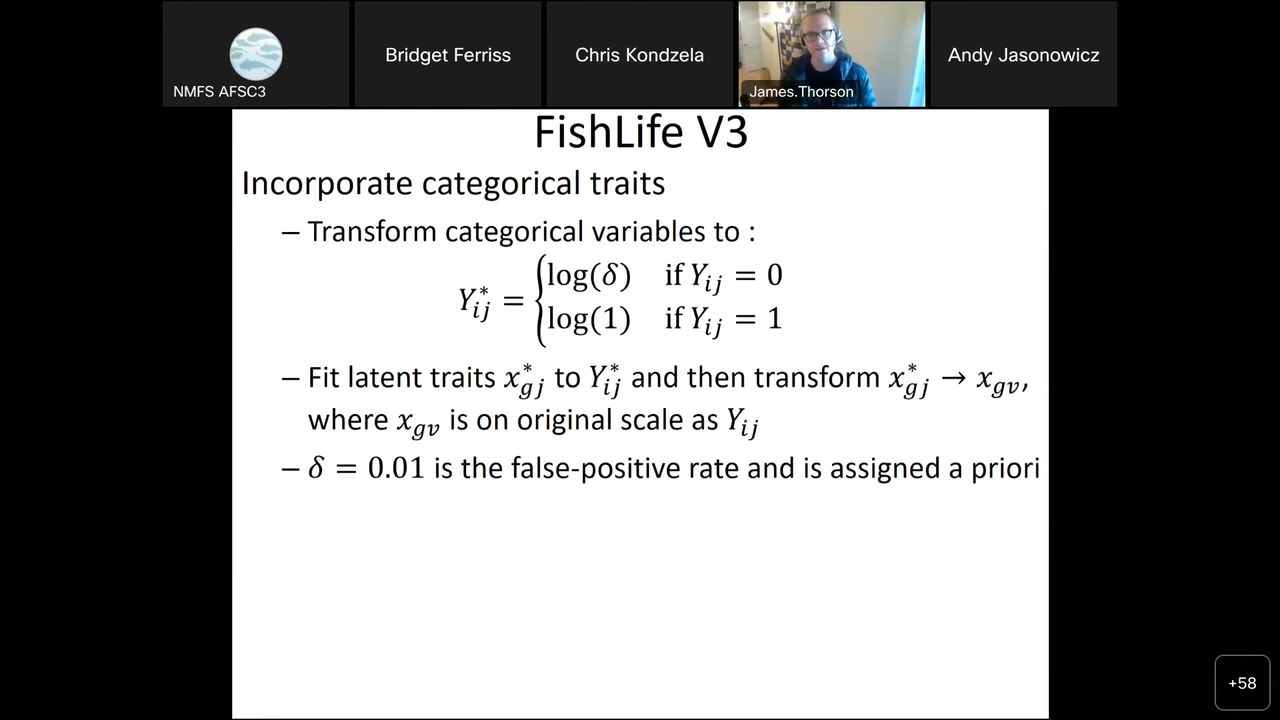 NMFS AFSC3
Bridget Ferriss
Chris Kondzela
James.Thorson
Andy Jasonowicz
FishLife V3
Incorporate categorical traits
– Transform categorical variables to :
Y*ij = { log(δ) if Yij = 0
log(1) if Yij = 1
– Fit latent traits x*gj to Y*ij and then transform x*gj → xgv,
where xgv is on original scale as Yij
– δ = 0.01 is the false-positive rate and is assigned a priori
+58